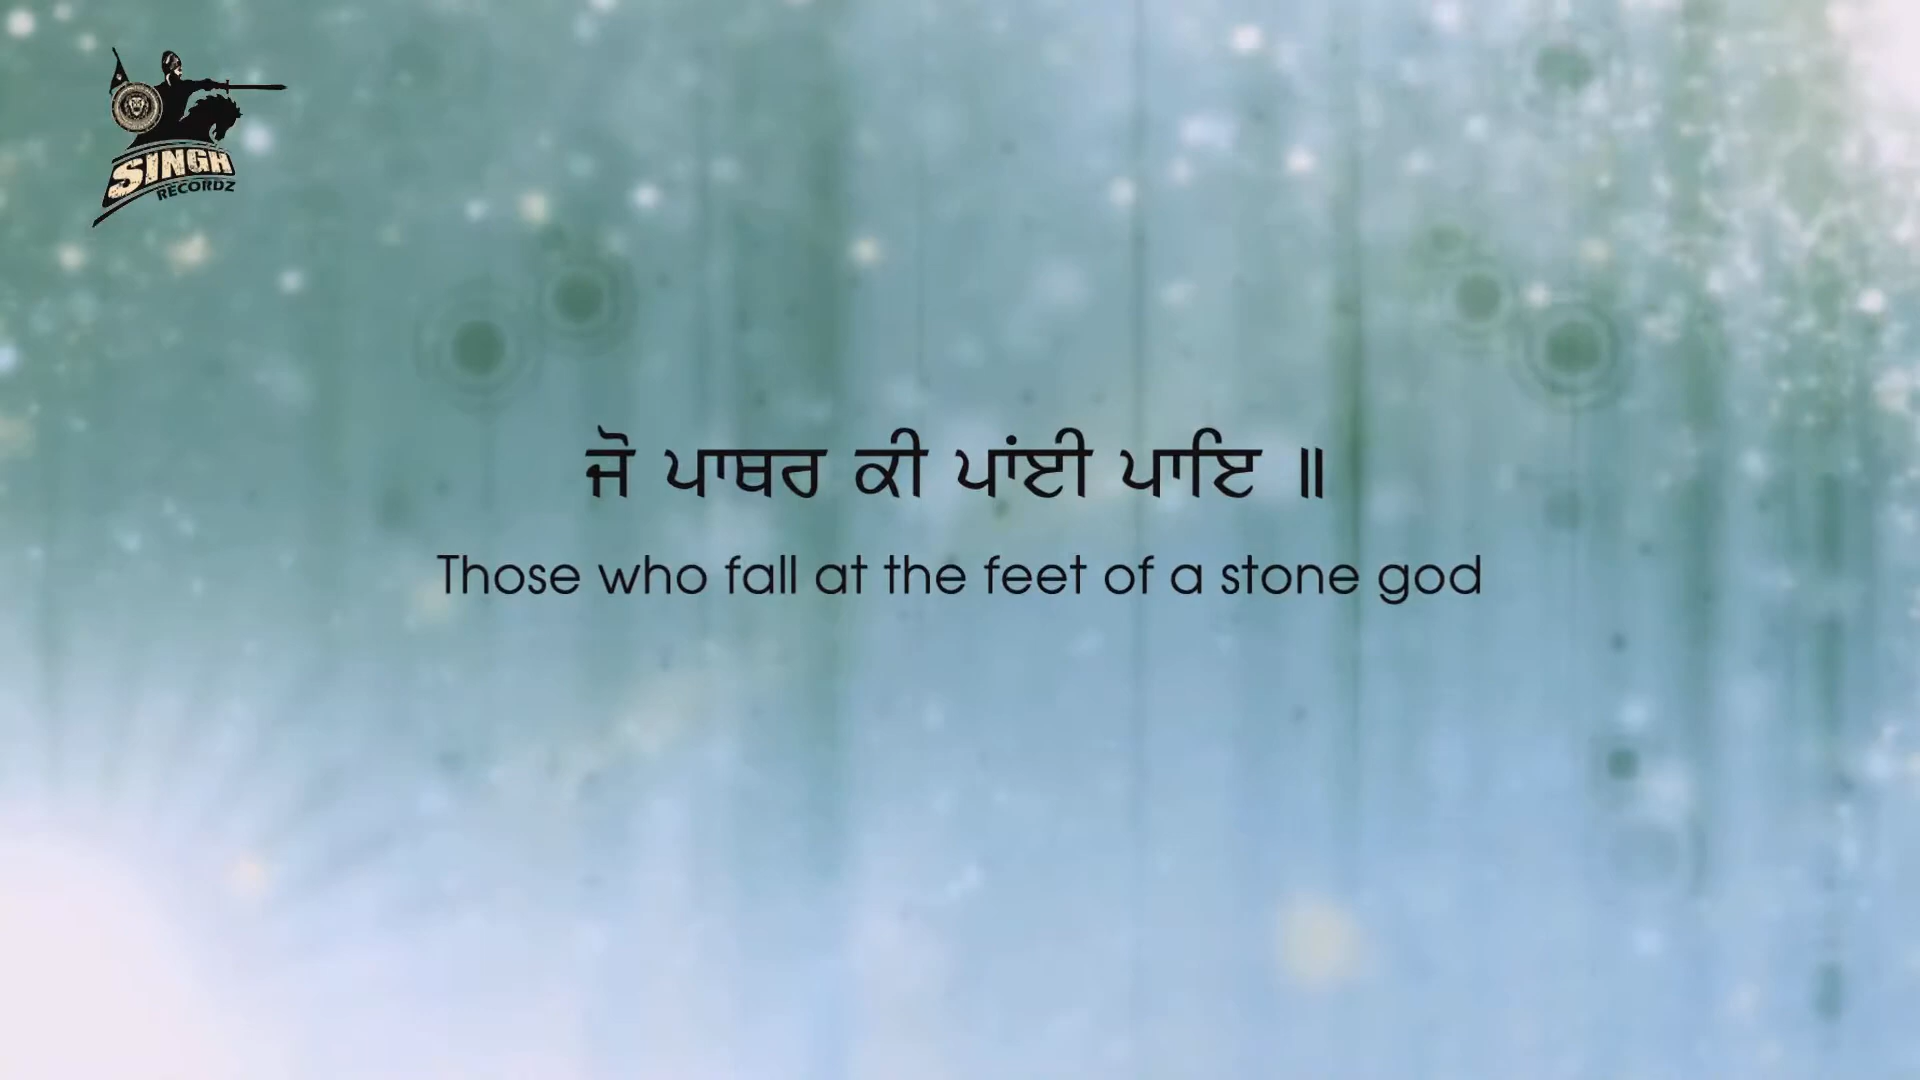 SINGH
RECORDZ
ਜੋ ਪਾਥਰ ਕੀ ਪਾਂਈ ਪਾਇ ॥
Those who fall at the feet of a stone god